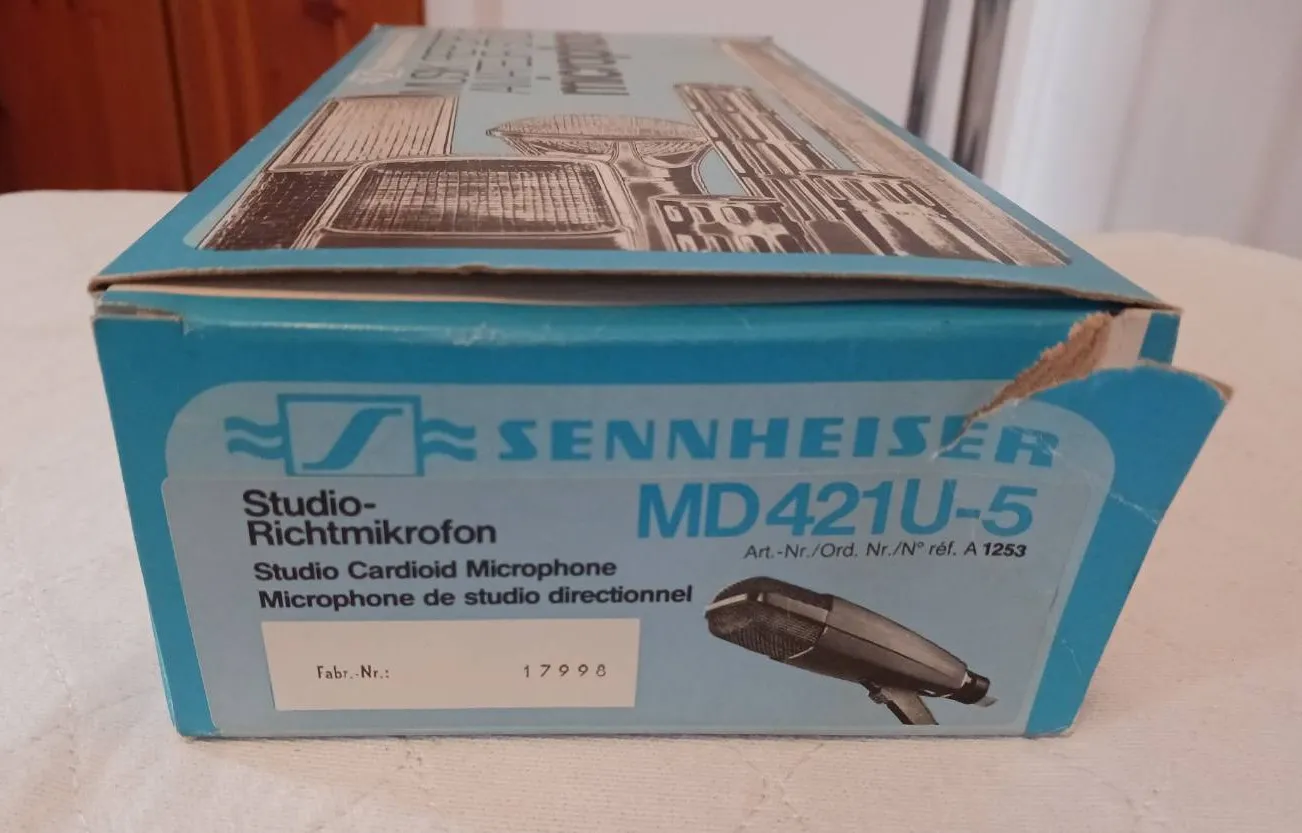 SENNHEISER
Studio-
Richtmikrofon
MD421U-5
Art.-Nr./Ord. Nr./N° réf. A 1253
Studio Cardioid Microphone
Microphone de studio directionnel
Fabr.-Nr.: 17998